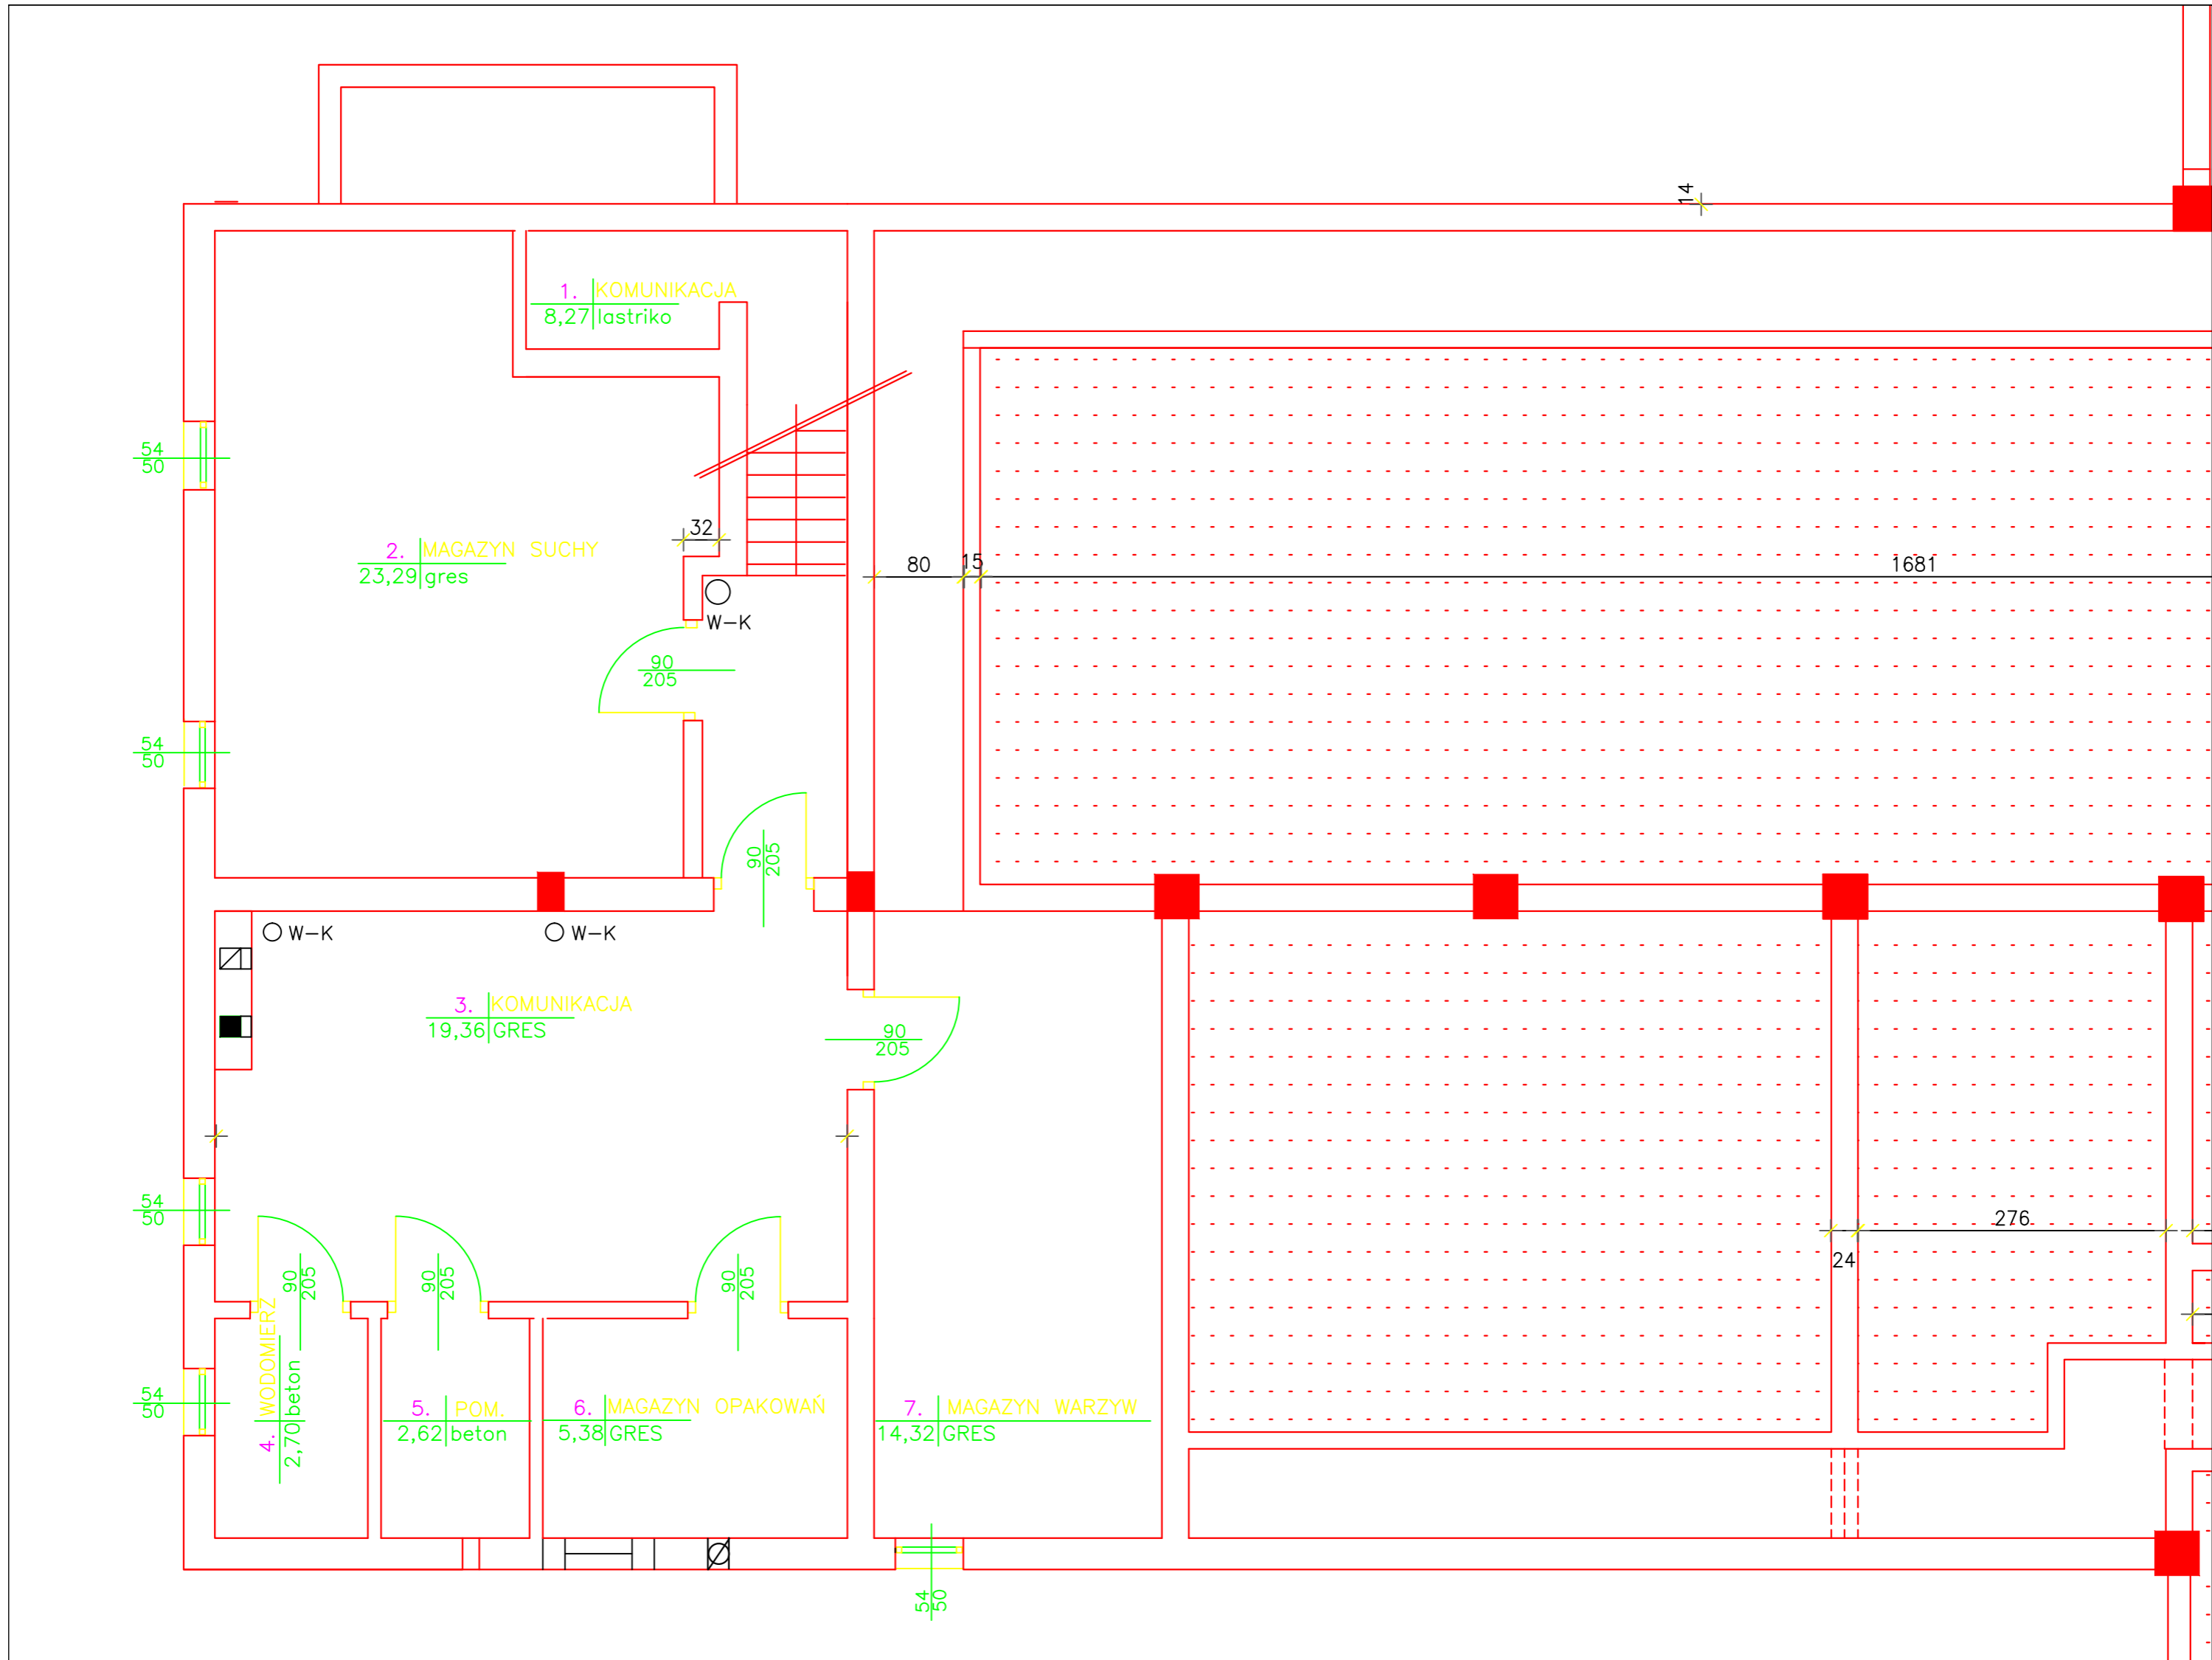 14
1. KOMUNIKACJA
8,27 lastriko
54
50
2. MAGAZYN SUCHY
23,29 gres
32
80
15
1681
W-K
90
205
54
50
90
205
W-K
W-K
3. KOMUNIKACJA
19,36 GRES
90
205
54
50
276
24
90
205
90
205
90
205
54
50
4. WODOMIERZ
2,70 beton
5. POM.
2,62 beton
6. MAGAZYN OPAKOWAŃ
5,38 GRES
7. MAGAZYN WARZYW
14,32 GRES
54
50